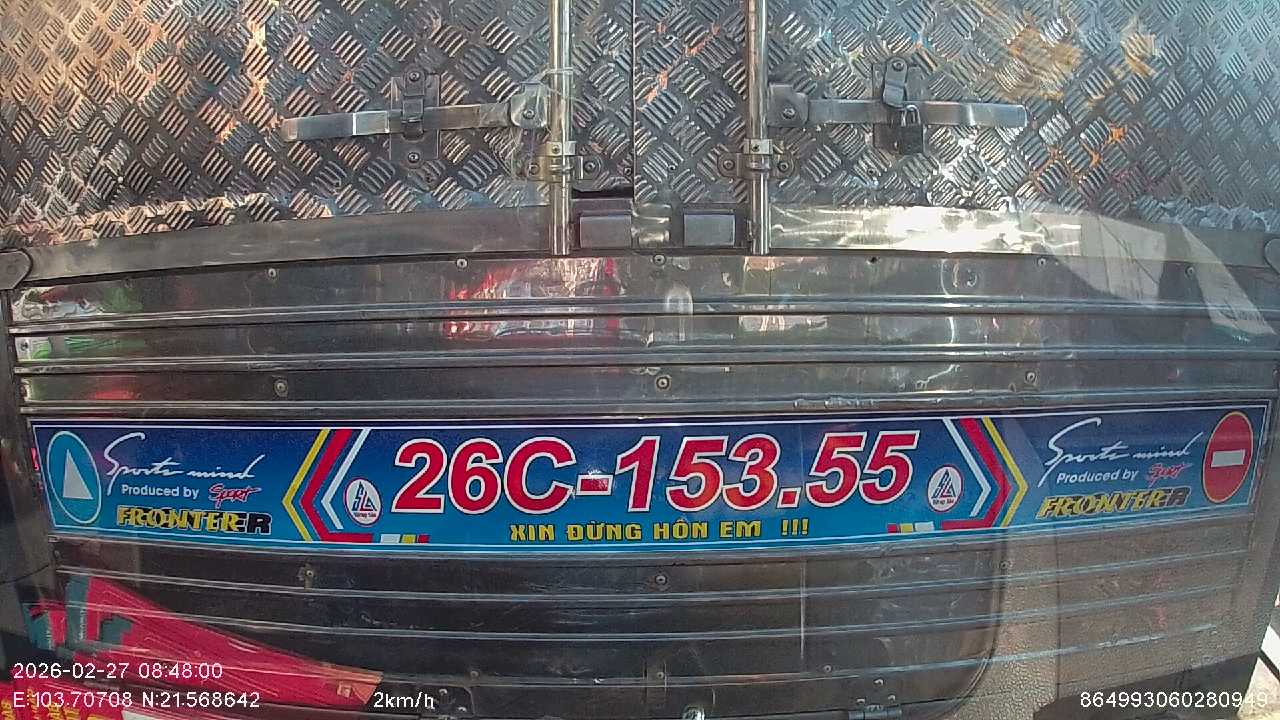 Sports mind
Produced by Sport
FRONTER-R
26C-153.55
XIN ĐỪNG HÔN EM !!!
Sports mind
Produced by Sport
FRONTER-R
2026-02-27 08:48:00
E:103.70708 N:21.568642
2km/h
864993060280949